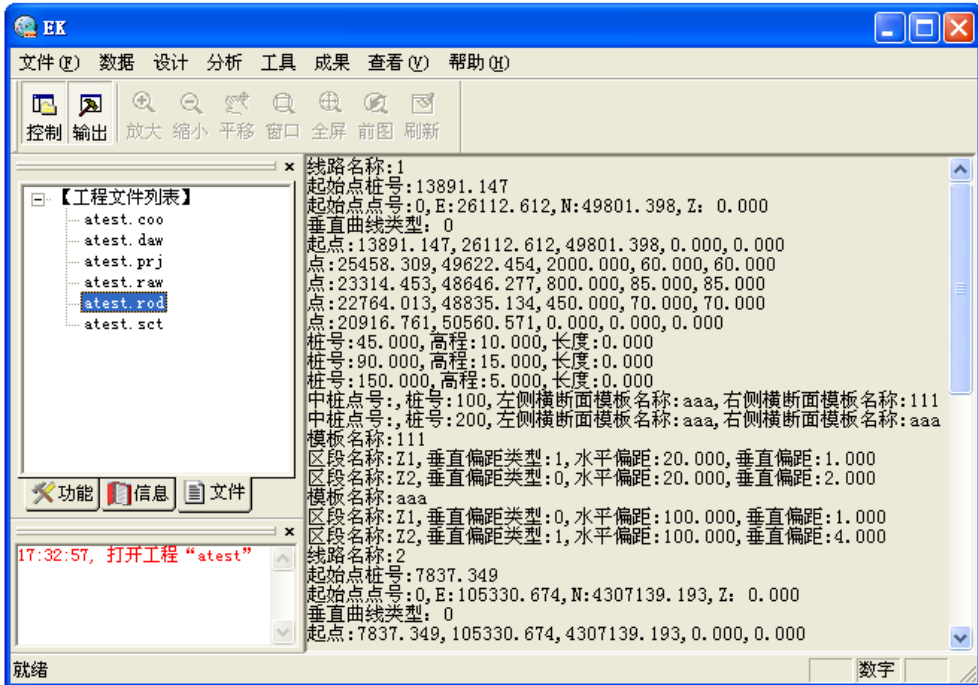 EK
文件(F) 数据 设计 分析 工具 成果 查看(V) 帮助(H)
控制 输出 放大 缩小 平移 窗口 全屏 前图 刷新
【工程文件列表】
atest.coo
atest.daw
atest.prj
atest.raw
atest.rod
atest.sct
功能 信息 文件
17:32:57, 打开工程“atest”
线路名称:1
起始点桩号:13891.147
起始点点号:0,E:26112.612,N:49801.398,Z: 0.000
垂直曲线类型: 0
起点:13891.147,26112.612,49801.398,0.000,0.000
点:25458.309,49622.454,2000.000,60.000,60.000
点:23314.453,48646.277,800.000,85.000,85.000
点:22764.013,48835.134,450.000,70.000,70.000
点:20916.761,50560.571,0.000,0.000,0.000
桩号:45.000,高程:10.000,长度:0.000
桩号:90.000,高程:15.000,长度:0.000
桩号:150.000,高程:5.000,长度:0.000
中桩点号:,桩号:100,左侧横断面模板名称:aaa,右侧横断面模板名称:111
中桩点号:,桩号:200,左侧横断面模板名称:aaa,右侧横断面模板名称:aaa
模板名称:111
区段名称:Z1,垂直偏距类型:1,水平偏距:20.000,垂直偏距:1.000
区段名称:Z2,垂直偏距类型:0,水平偏距:20.000,垂直偏距:2.000
模板名称:aaa
区段名称:Z1,垂直偏距类型:0,水平偏距:100.000,垂直偏距:1.000
区段名称:Z2,垂直偏距类型:1,水平偏距:100.000,垂直偏距:4.000
线路名称:2
起始点桩号:7837.349
起始点点号:0,E:105330.674,N:4307139.193,Z: 0.000
垂直曲线类型: 0
起点:7837.349,105330.674,4307139.193,0.000,0.000
就绪
数字